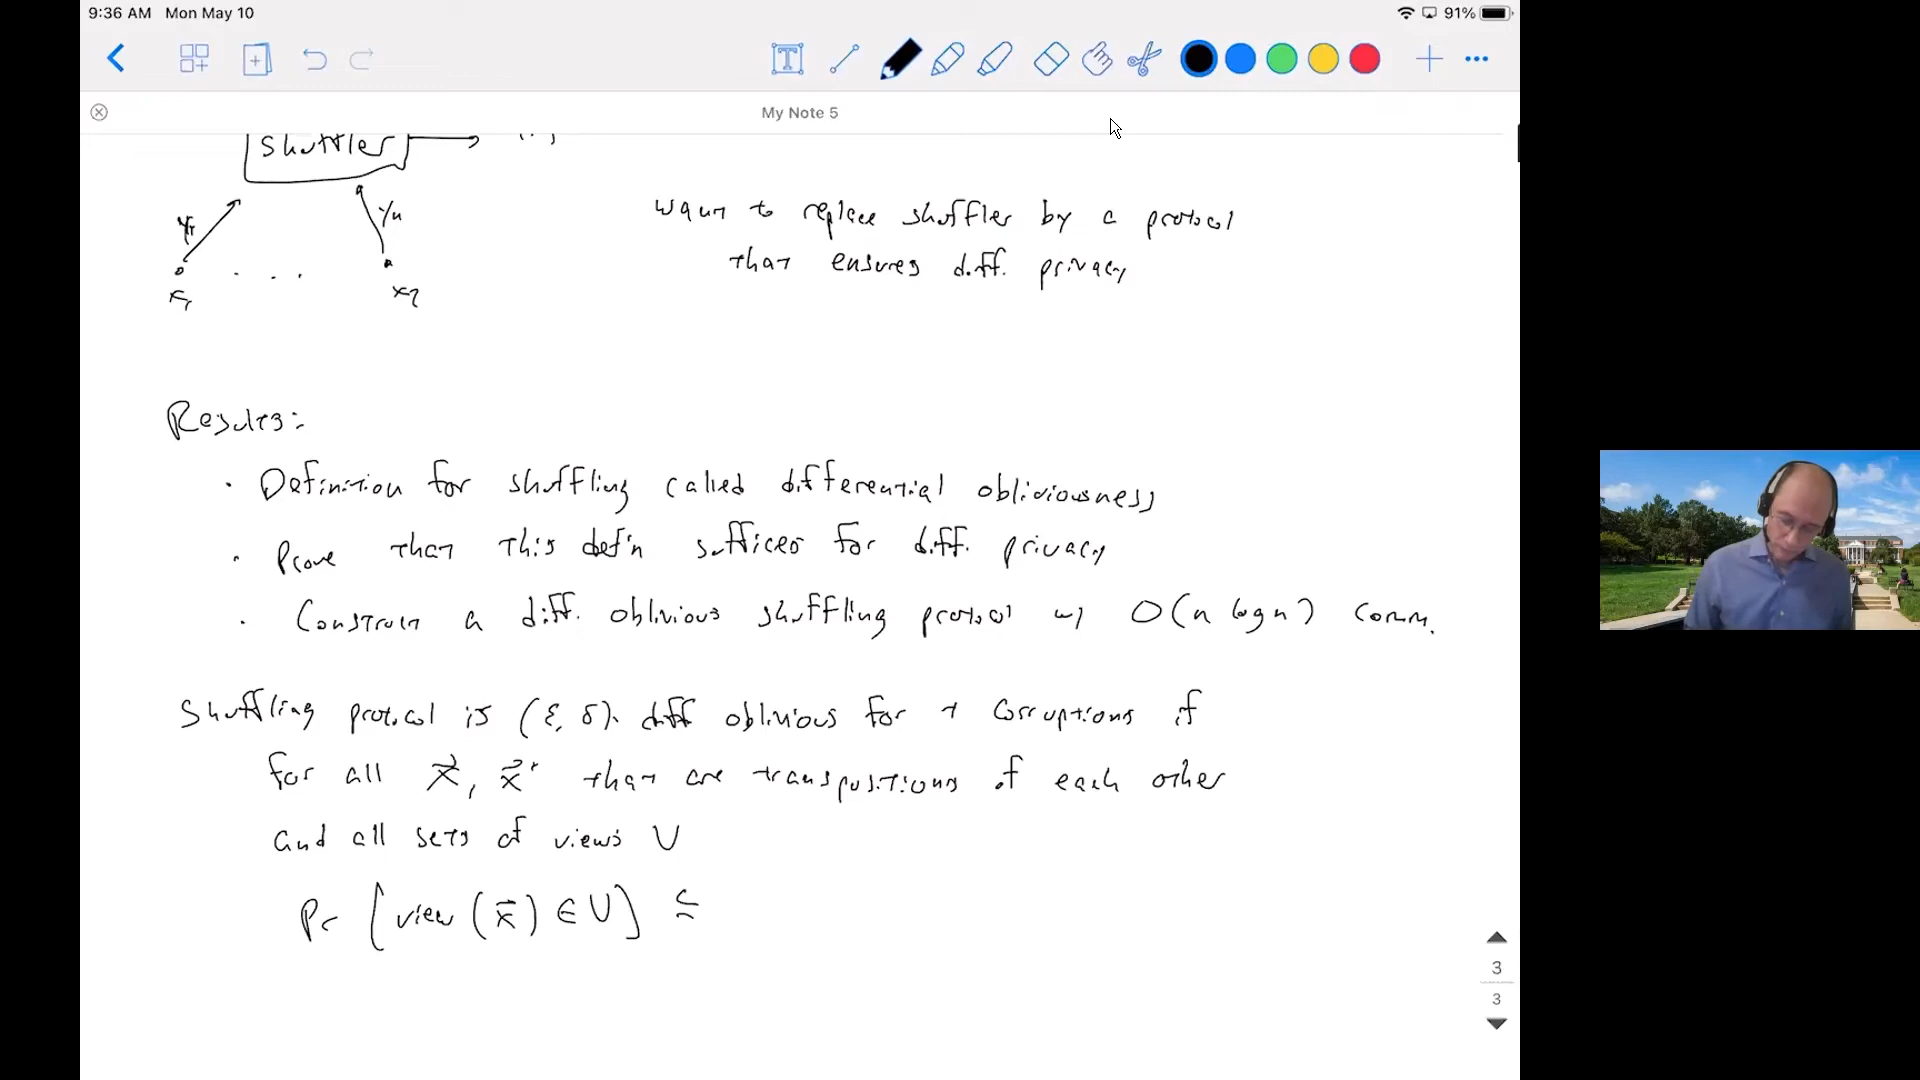 9:36 AM Mon May 10
91%
T
My Note 5
shuffler
y1
yn
x1
want to replace shuffler by a protocol
that ensures diff. privacy
Results:
· Definition for shuffling called differential obliviousness
· Prove that this def'n suffices for diff. privacy
· Construct a diff. oblivious shuffling protocol w/ O(n log n) comm.
Shuffling protocol is (ε, δ)- diff oblivious for t corruptions if
for all x⃗, x⃗' that are transpositions of each other
and all sets of views V
Pr [view (x⃗) ∈ V] ≤
3
3